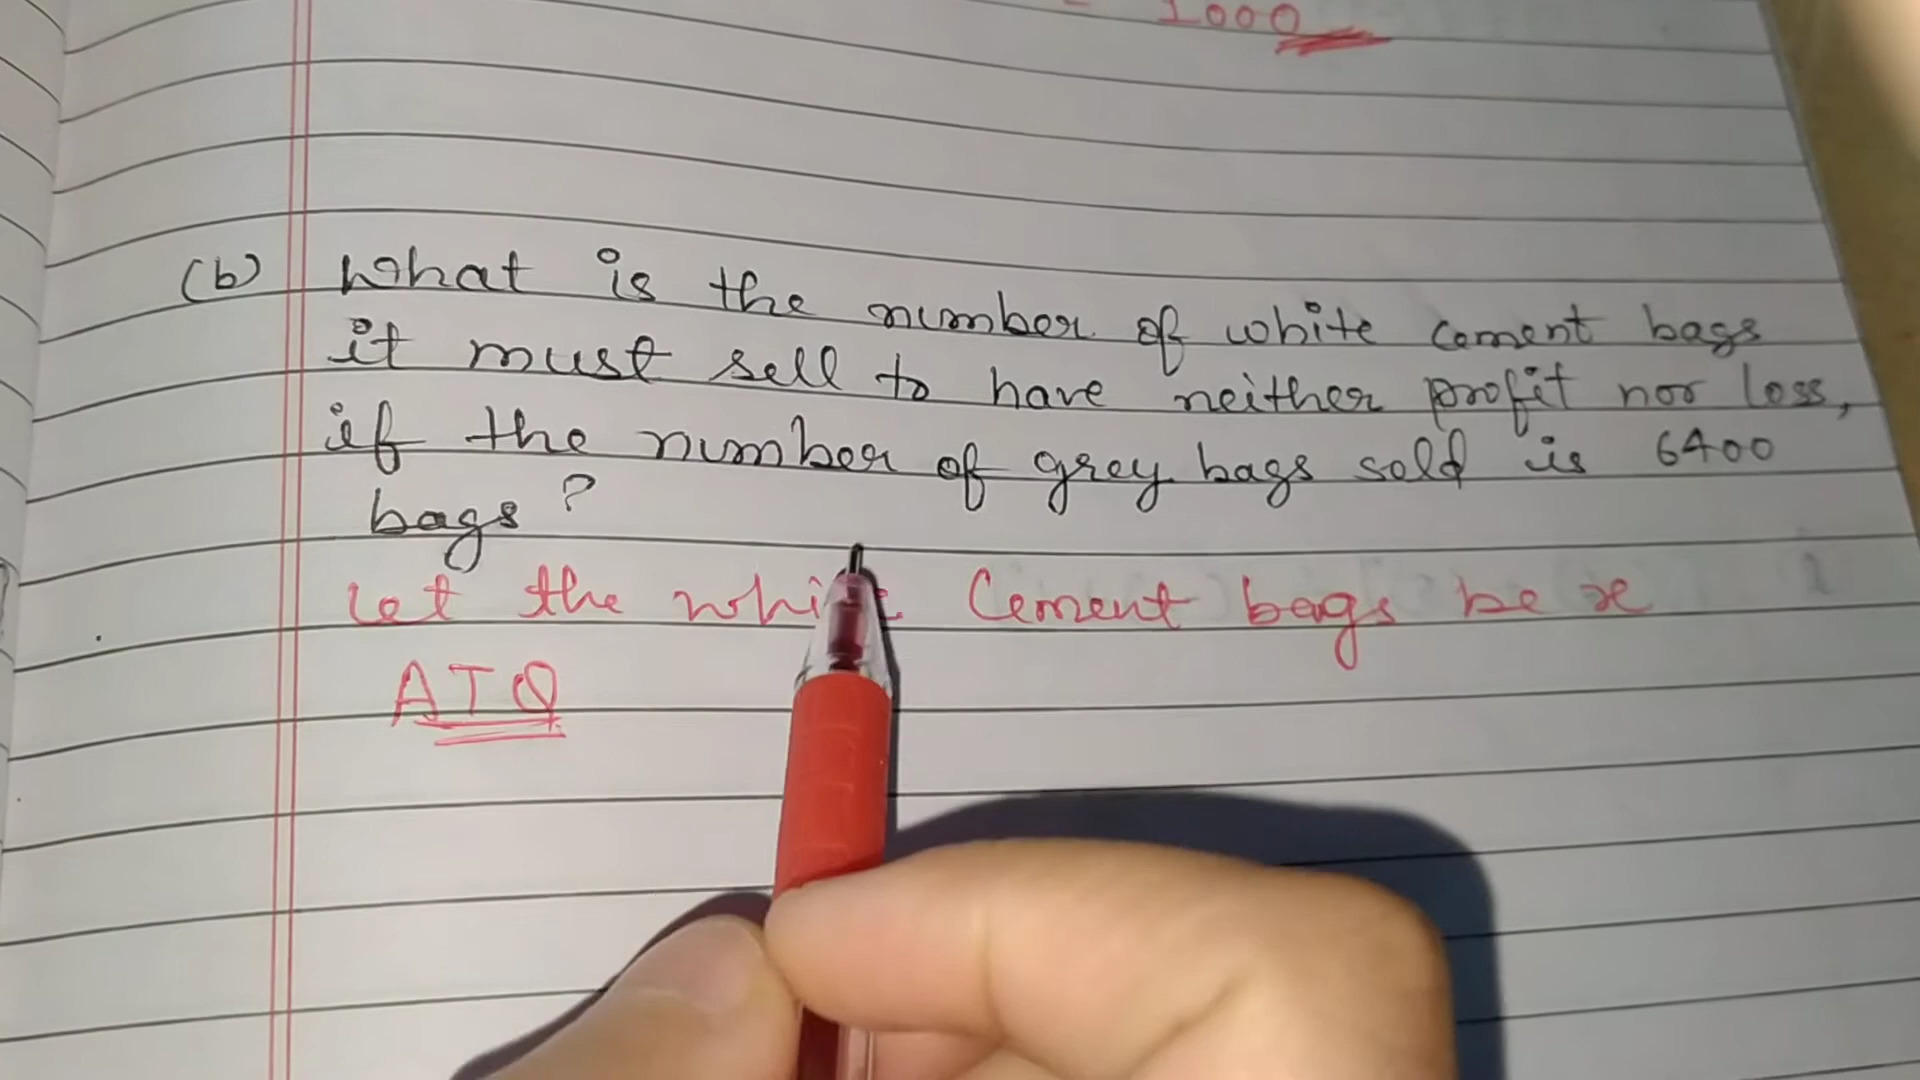 = 1000
(b) What is the number of white cement bags
it must sell to have neither profit nor loss,
if the number of grey bags sold is 6400
bags?
Let the white Cement bags be x
ATQ